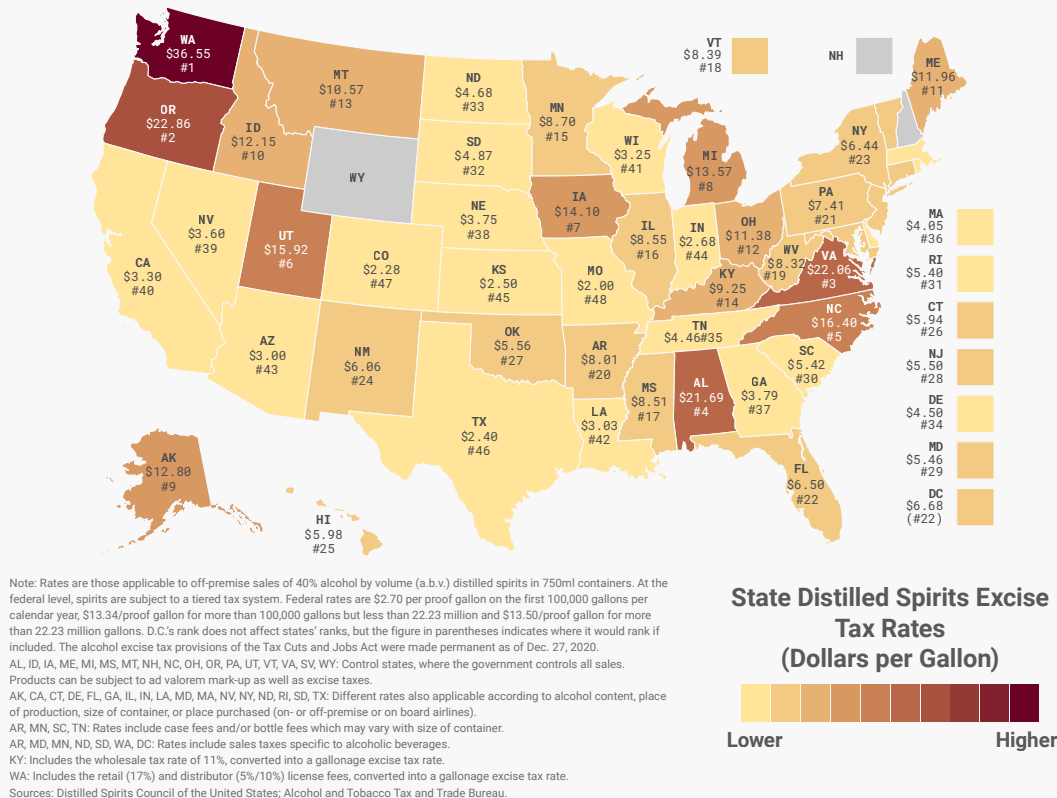 WA
$36.55
#1
OR
$22.86
#2
CA
$3.30
#40
NV
$3.60
#39
ID
$12.15
#10
MT
$10.57
#13
WY
UT
$15.92
#6
AZ
$3.00
#43
CO
$2.28
#47
NM
$6.06
#24
ND
$4.68
#33
SD
$4.87
#32
NE
$3.75
#38
KS
$2.50
#45
OK
$5.56
#27
TX
$2.40
#46
MN
$8.70
#15
IA
$14.10
#7
MO
$2.00
#48
AR
$8.01
#20
LA
$3.03
#42
WI
$3.25
#41
IL
$8.55
#16
MI
$13.57
#8
IN
$2.68
#44
OH
$11.38
#12
KY
$9.25
#14
TN
$4.46#35
MS
$8.51
#17
AL
$21.69
#4
GA
$3.79
#37
FL
$6.50
#22
SC
$5.42
#30
NC
$16.40
#5
VA
$22.06
#3
WV
$8.32
#19
PA
$7.41
#21
NY
$6.44
#23
VT
$8.39
#18
NH
ME
$11.96
#11
MA
$4.05
#36
RI
$5.40
#31
CT
$5.94
#26
NJ
$5.50
#28
DE
$4.50
#34
MD
$5.46
#29
DC
$6.68
(#22)
AK
$12.80
#9
HI
$5.98
#25
Note: Rates are those applicable to off-premise sales of 40% alcohol by volume (a.b.v.) distilled spirits in 750ml containers. At the
federal level, spirits are subject to a tiered tax system. Federal rates are $2.70 per proof gallon on the first 100,000 gallons per
calendar year, $13.34/proof gallon for more than 100,000 gallons but less than 22.23 million and $13.50/proof gallon for more
than 22.23 million gallons. D.C.'s rank does not affect states' ranks, but the figure in parentheses indicates where it would rank if
included. The alcohol excise tax provisions of the Tax Cuts and Jobs Act were made permanent as of Dec. 27, 2020.
AL, ID, IA, ME, MI, MS, MT, NH, NC, OH, OR, PA, UT, VT, VA, SV, WY: Control states, where the government controls all sales.
Products can be subject to ad valorem mark-up as well as excise taxes.
AK, CA, CT, DE, FL, GA, IL, IN, LA, MD, MA, NV, NY, ND, RI, SD, TX: Different rates also applicable according to alcohol content, place
of production, size of container, or place purchased (on- or off-premise or on board airlines).
AR, MN, SC, TN: Rates include case fees and/or bottle fees which may vary with size of container.
AR, MD, MN, ND, SD, WA, DC: Rates include sales taxes specific to alcoholic beverages.
KY: Includes the wholesale tax rate of 11%, converted into a gallonage excise tax rate.
WA: Includes the retail (17%) and distributor (5%/10%) license fees, converted into a gallonage excise tax rate.
Sources: Distilled Spirits Council of the United States; Alcohol and Tobacco Tax and Trade Bureau.
State Distilled Spirits Excise
Tax Rates
(Dollars per Gallon)
Lower
Higher